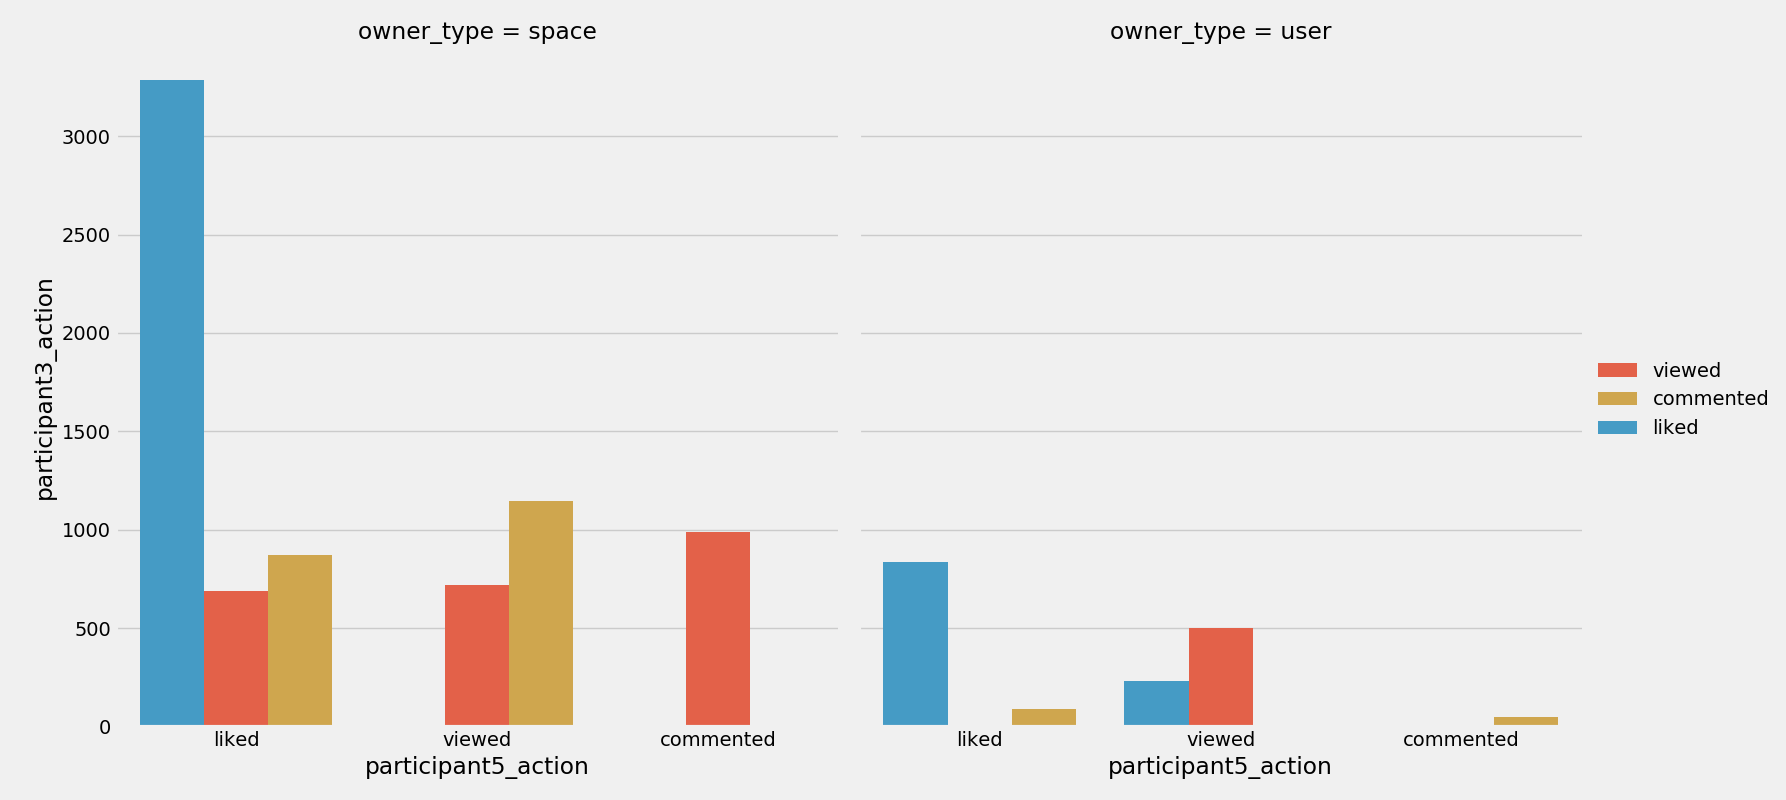 owner_type = space
owner_type = user
participant3_action
3000
2500
2000
1500
1000
500
0
liked
viewed
commented
participant5_action
liked
viewed
commented
participant5_action
viewed
commented
liked